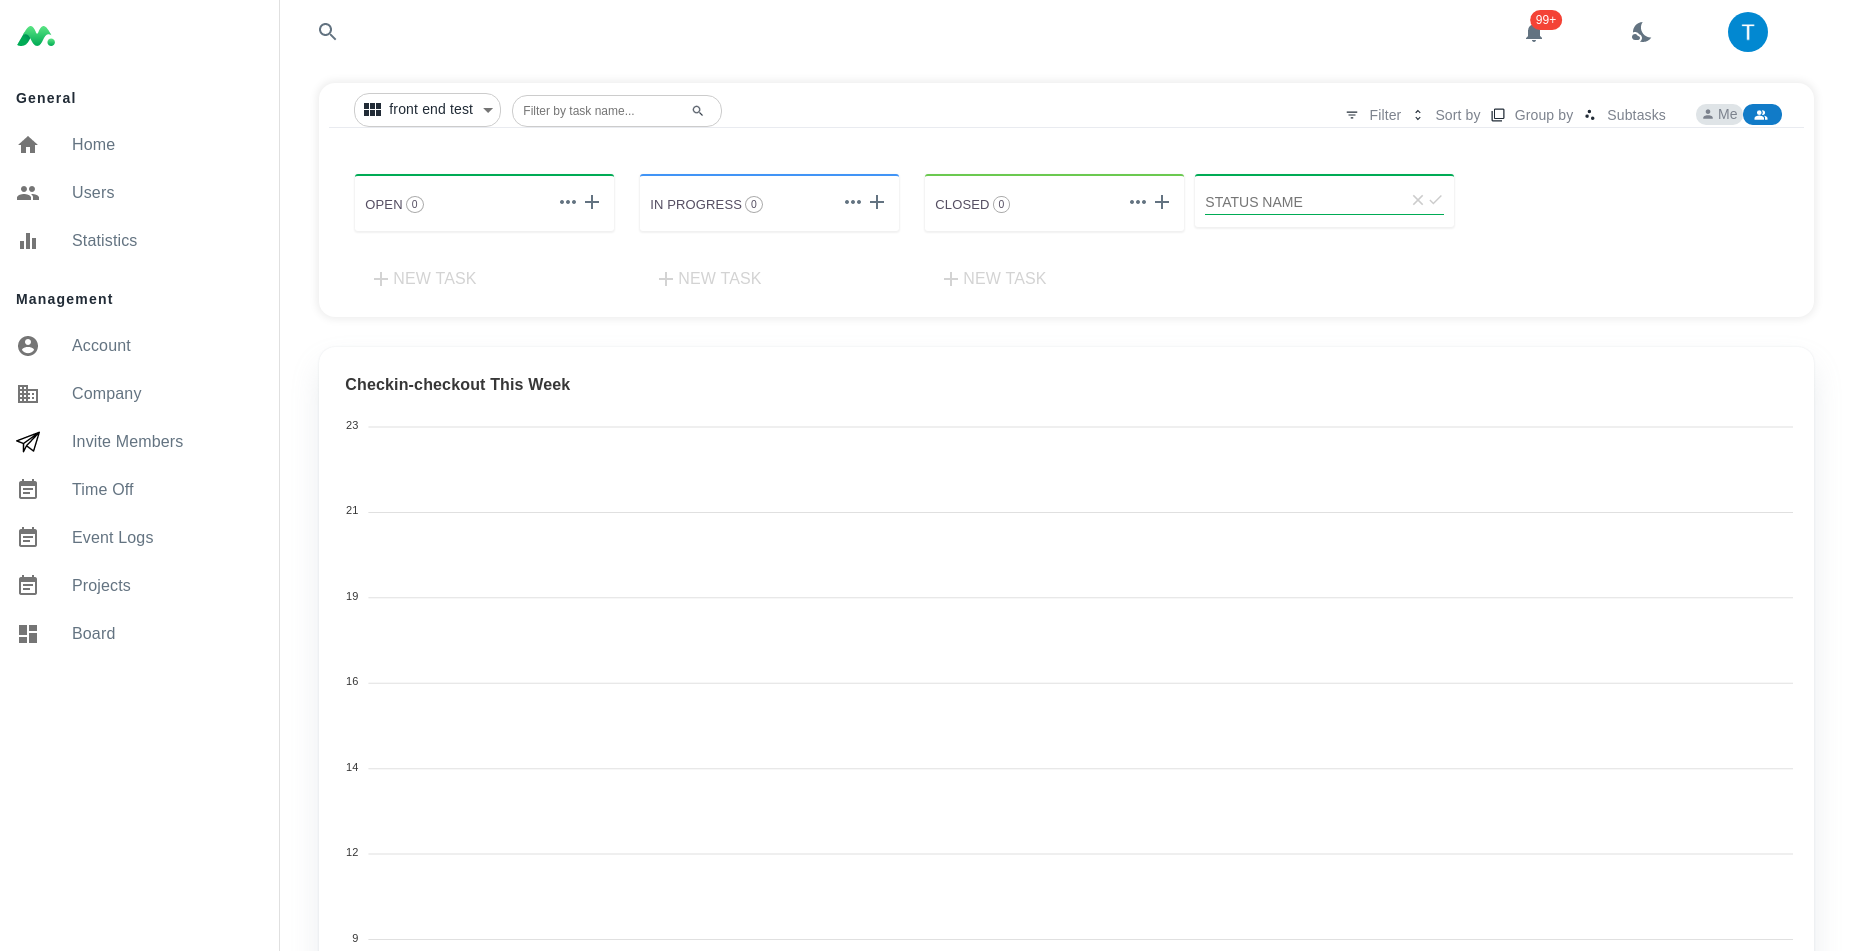 General
Home
Users
Statistics
Management
Account
Company
Invite Members
Time Off
Event Logs
Projects
Board
99+
T
front end test
Filter by task name...
Filter
Sort by
Group by
Subtasks
Me
OPEN 0
IN PROGRESS 0
CLOSED 0
STATUS NAME
NEW TASK
NEW TASK
NEW TASK
Checkin-checkout This Week
23
21
19
16
14
12
9